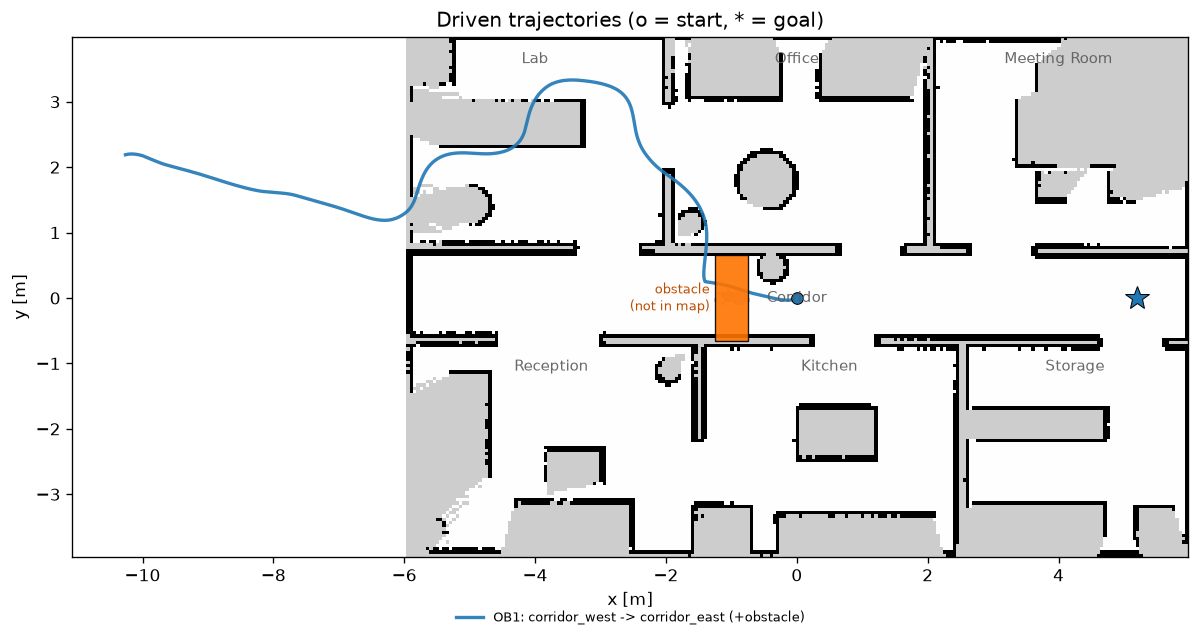 Driven trajectories (o = start, * = goal)
Lab
Office
Meeting Room
obstacle
(not in map)
Corridor
Reception
Kitchen
Storage
y [m]
3
2
1
0
−1
−2
−3
−10
−8
−6
−4
−2
0
2
4
x [m]
OB1: corridor_west -> corridor_east (+obstacle)